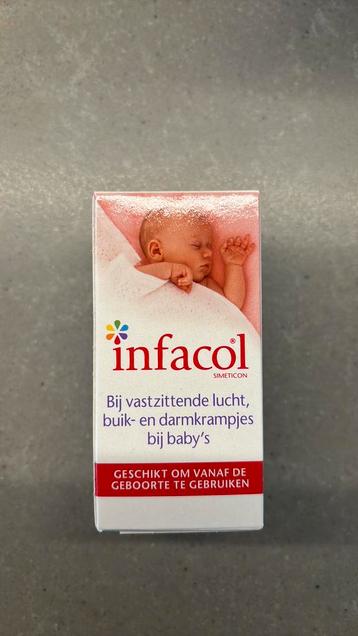 infacol®
SIMETICON
Bij vastzittende lucht,
buik- en darmkrampjes
bij baby's
GESCHIKT OM VANAF DE
GEBOORTE TE GEBRUIKEN